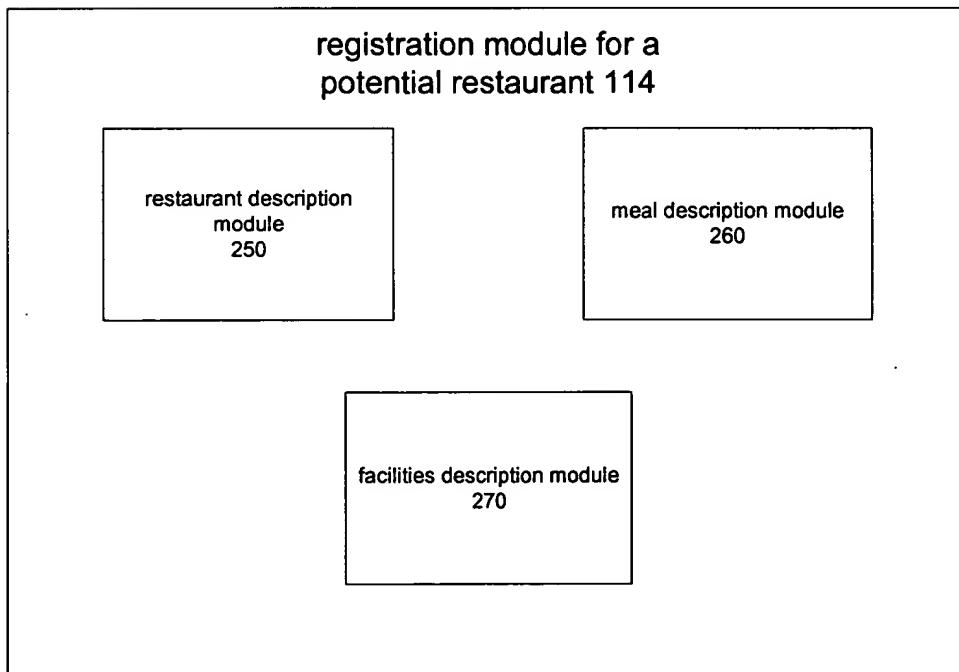 registration module for a
potential restaurant 114
restaurant description
module
250
meal description module
260
facilities description module
270